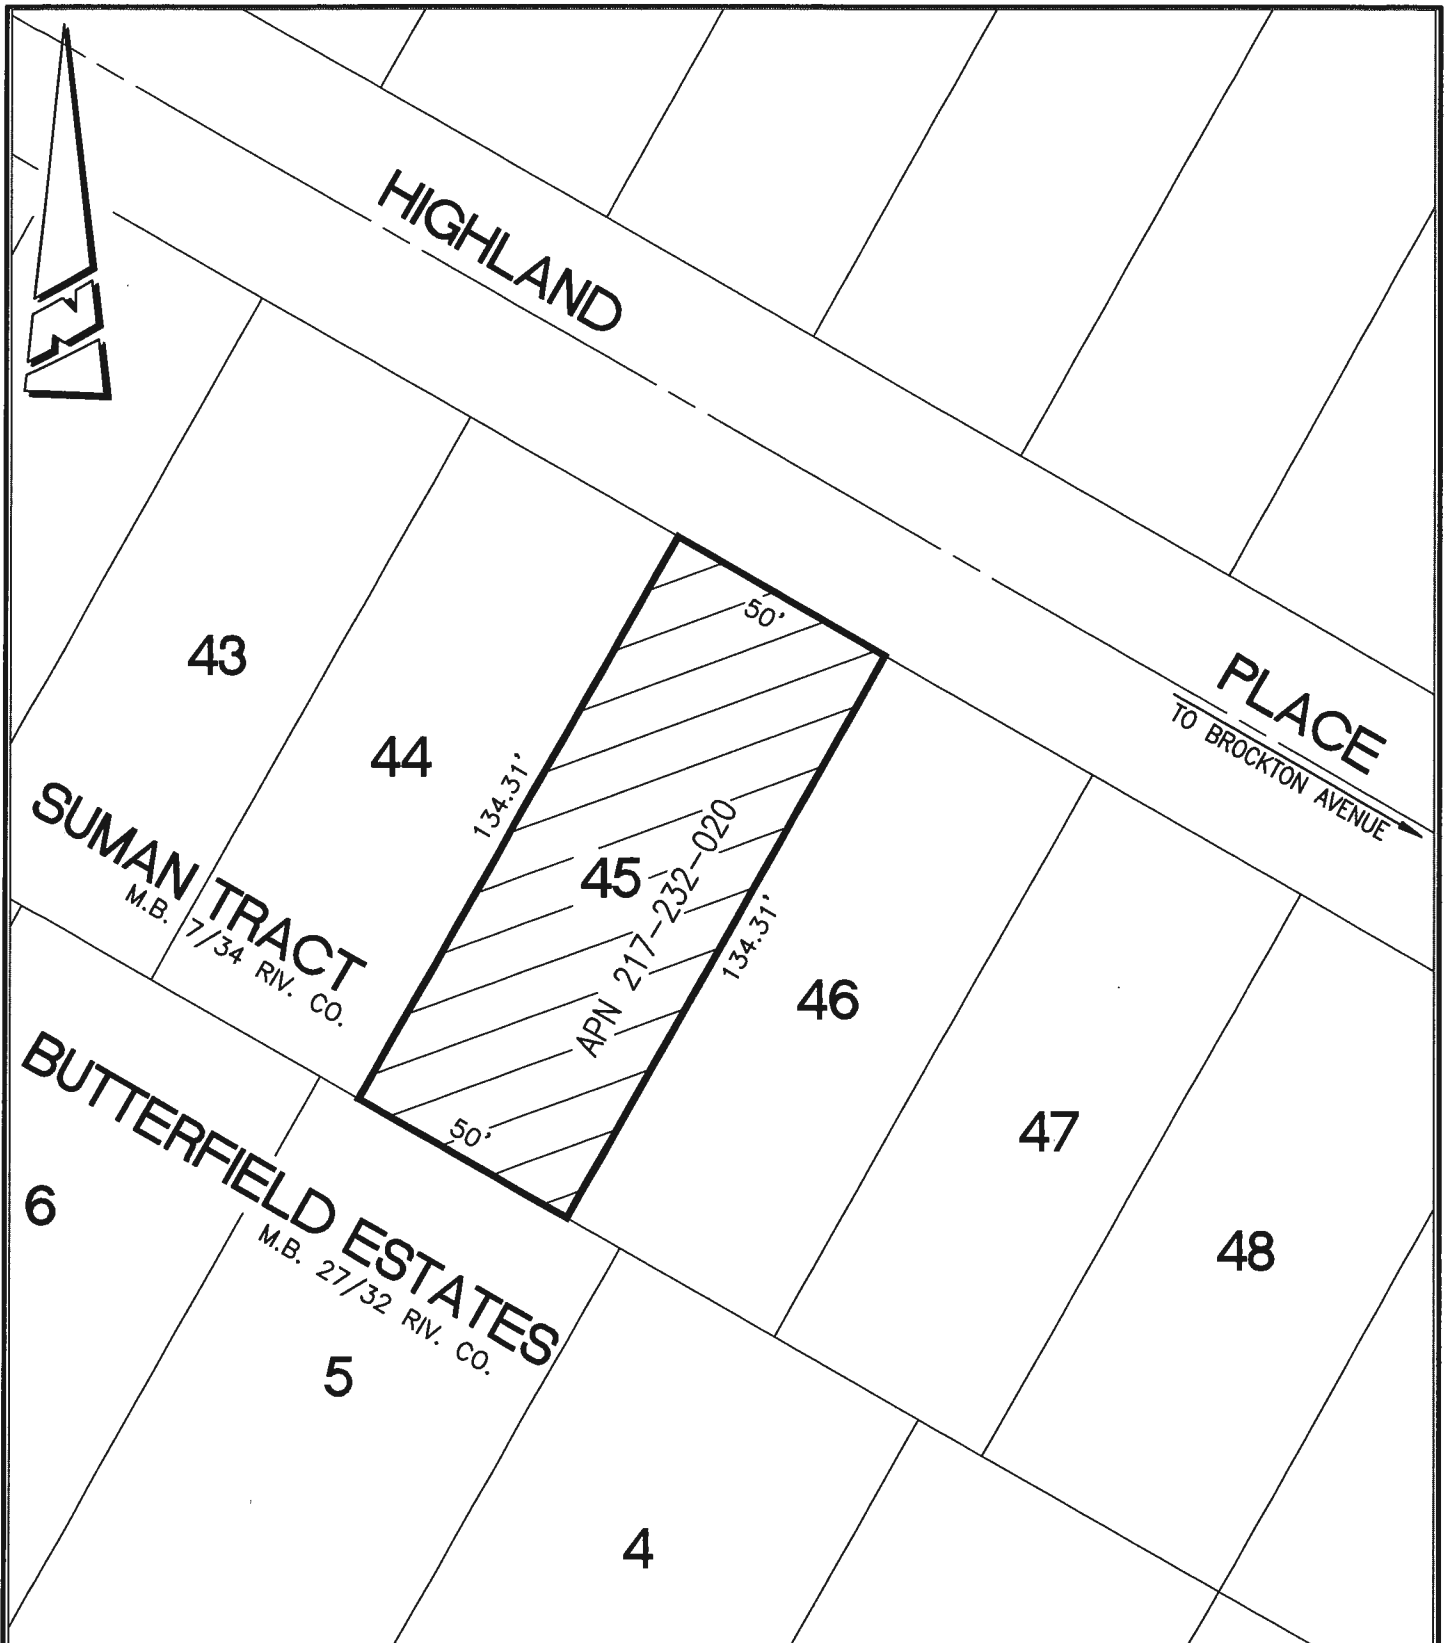 HIGHLAND
N
50'
43
PLACE
TO BROCKTON AVENUE
44
134.31'
SUMAN TRACT
M.B. 7/34 RIV. CO.
45
APN 217-232-020
134.31'
46
BUTTERFIELD ESTATES
M.B. 27/32 RIV. CO.
50'
47
6
48
5
4